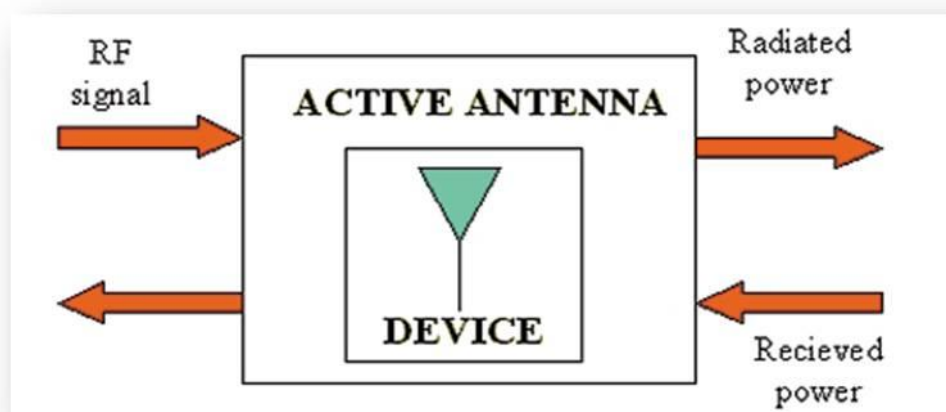 RF
signal
ACTIVE ANTENNA
Radiated
power
DEVICE
Recieved
power